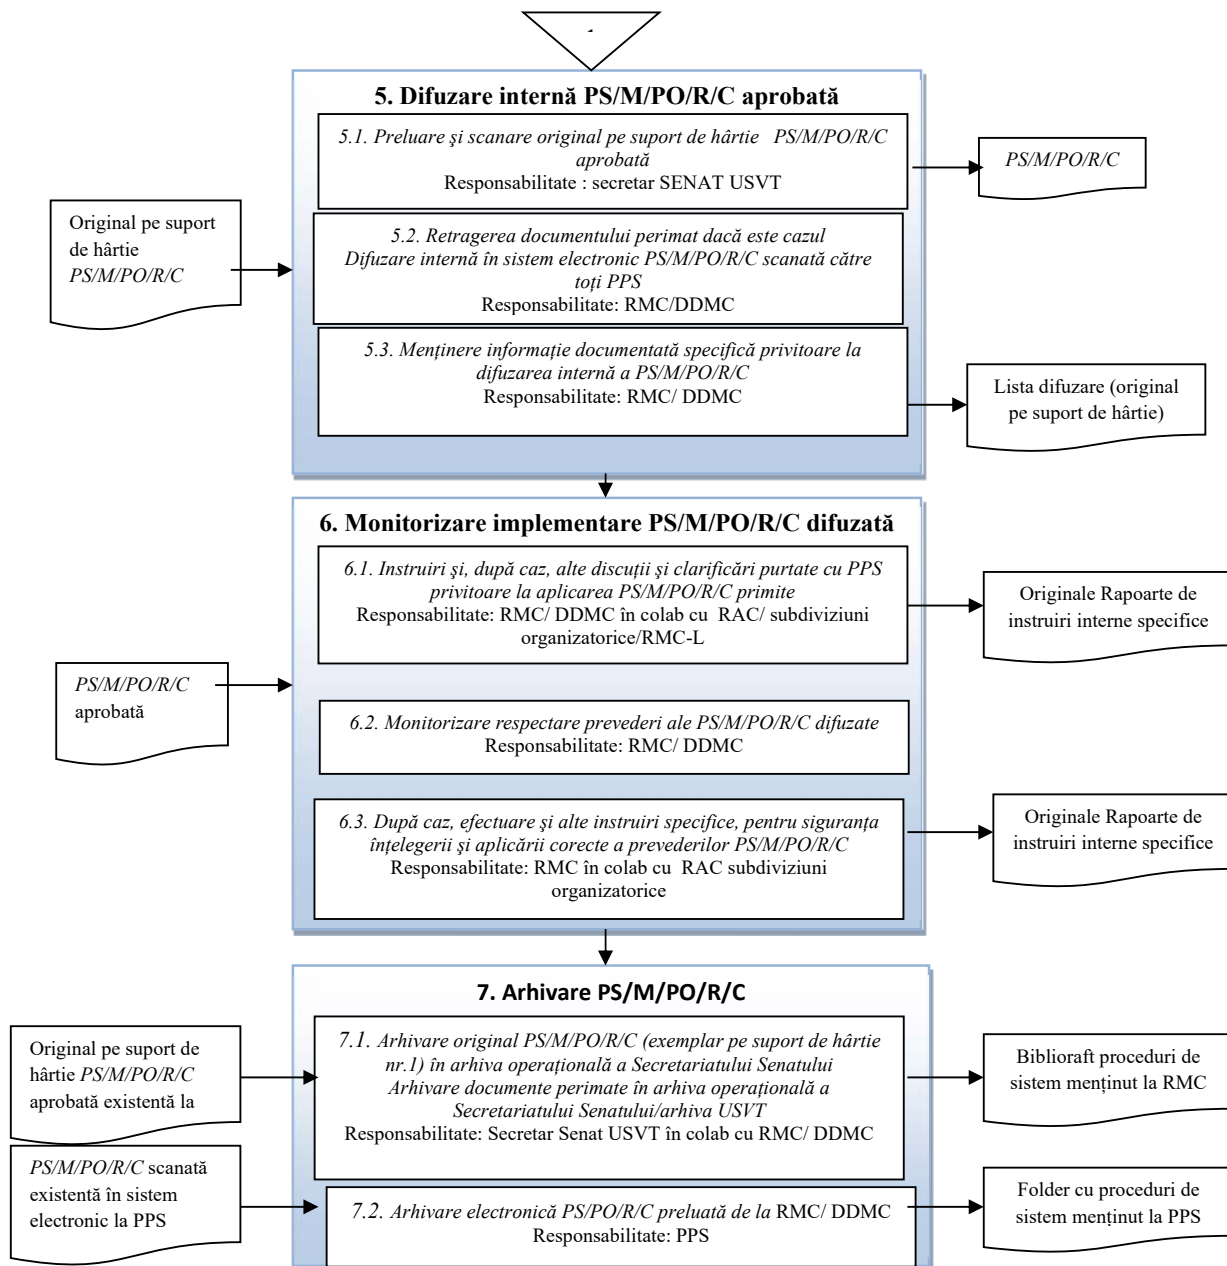 5. Difuzare internă PS/M/PO/R/C aprobată
5.1. Preluare şi scanare original pe suport de hârtie PS/M/PO/R/C
aprobată
Responsabilitate : secretar SENAT USVT
PS/M/PO/R/C
Original pe suport
de hârtie
PS/M/PO/R/C
5.2. Retragerea documentului perimat dacă este cazul
Difuzare internă în sistem electronic PS/M/PO/R/C scanată către
toți PPS
Responsabilitate: RMC/DDMC
5.3. Menținere informație documentată specifică privitoare la
difuzarea internă a PS/M/PO/R/C
Responsabilitate: RMC/ DDMC
Lista difuzare (original
pe suport de hârtie)
6. Monitorizare implementare PS/M/PO/R/C difuzată
6.1. Instruiri şi, după caz, alte discuții şi clarificări purtate cu PPS
privitoare la aplicarea PS/M/PO/R/C primite
Responsabilitate: RMC/ DDMC în colab cu RAC/ subdiviziuni
organizatorice/RMC-L
Originale Rapoarte de
instruiri interne specifice
PS/M/PO/R/C
aprobată
6.2. Monitorizare respectare prevederi ale PS/M/PO/R/C difuzate
Responsabilitate: RMC/ DDMC
6.3. După caz, efectuare şi alte instruiri specifice, pentru siguranța
înțelegerii şi aplicării corecte a prevederilor PS/M/PO/R/C
Responsabilitate: RMC în colab cu RAC subdiviziuni
organizatorice
Originale Rapoarte de
instruiri interne specifice
7. Arhivare PS/M/PO/R/C
Original pe suport de
hârtie PS/M/PO/R/C
aprobată existentă la
7.1. Arhivare original PS/M/PO/R/C (exemplar pe suport de hârtie
nr.1) în arhiva operațională a Secretariatului Senatului
Arhivare documente perimate în arhiva operațională a
Secretariatului Senatului/arhiva USVT
Responsabilitate: Secretar Senat USVT în colab cu RMC/ DDMC
Biblioraft proceduri de
sistem menținut la RMC
PS/M/PO/R/C scanată
existentă în sistem
electronic la PPS
7.2. Arhivare electronică PS/PO/R/C preluată de la RMC/ DDMC
Responsabilitate: PPS
Folder cu proceduri de
sistem menținut la PPS